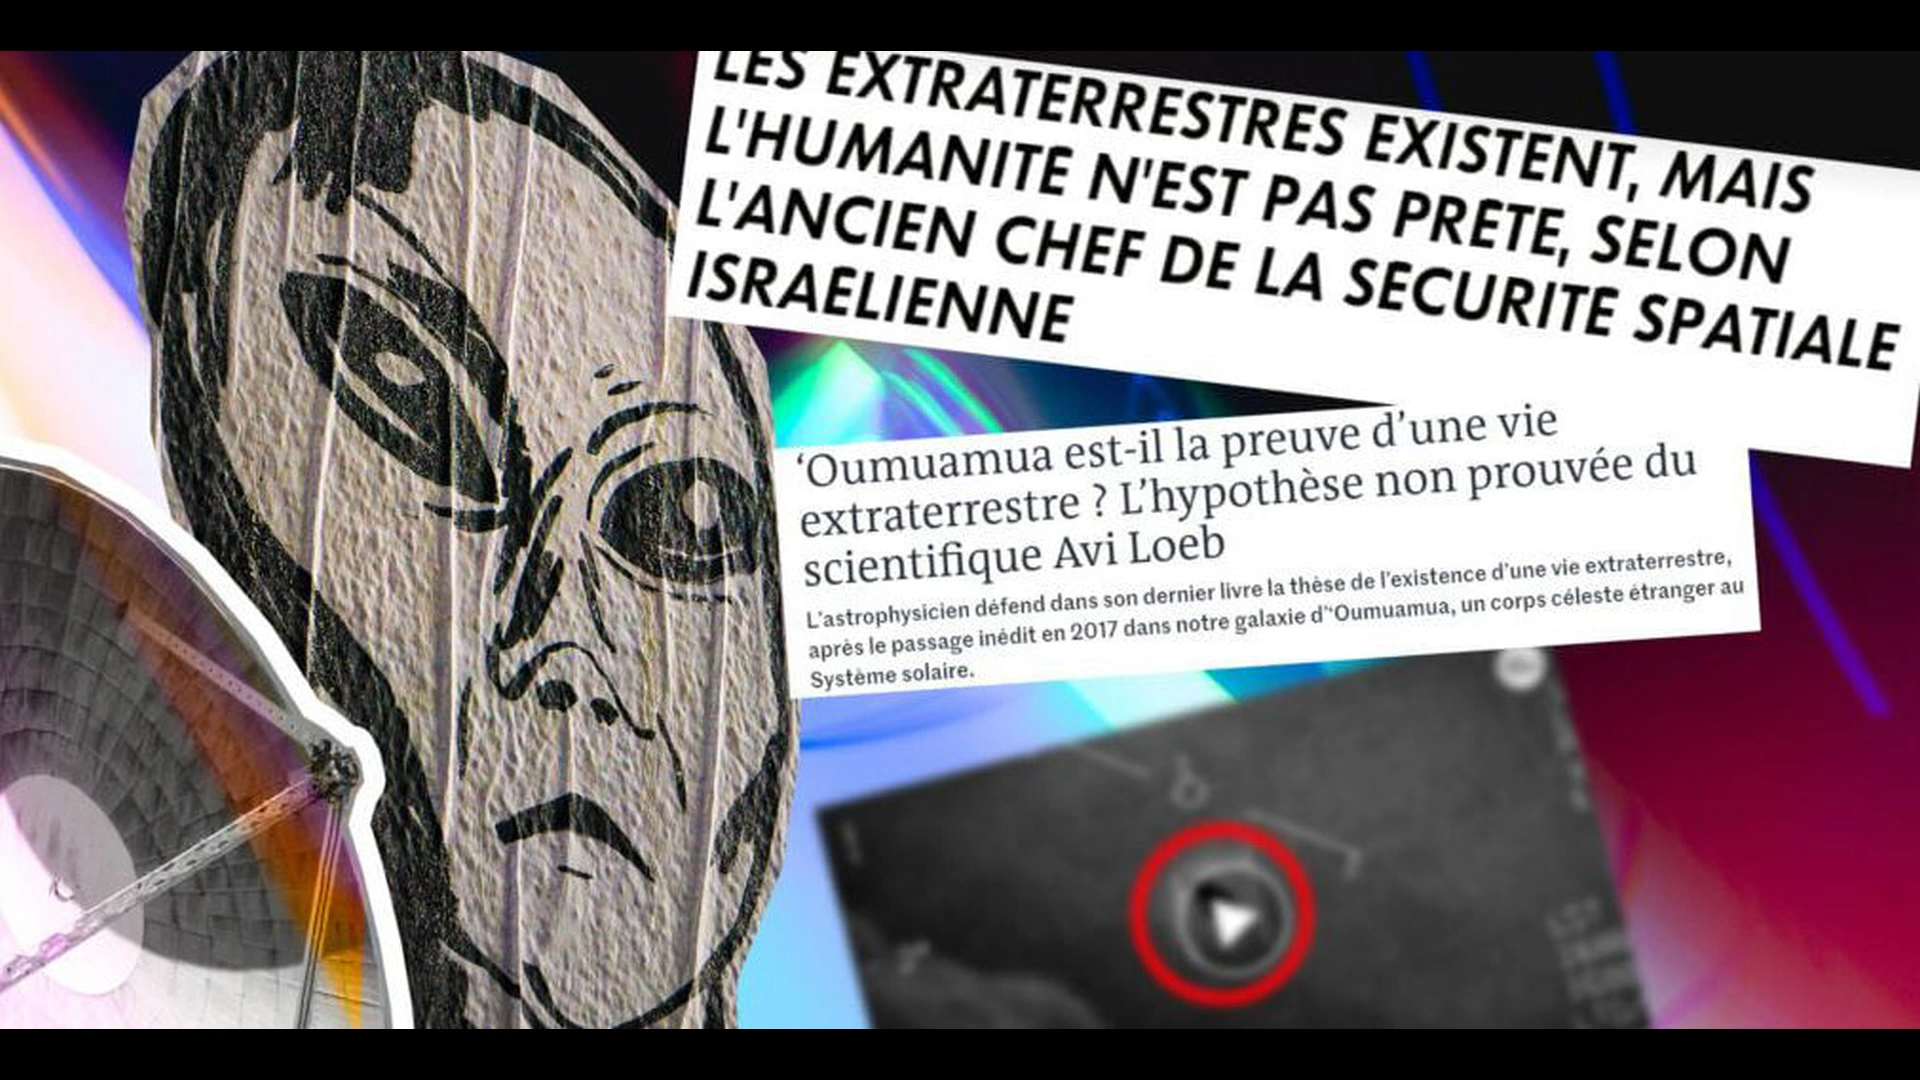 LES EXTRATERRESTRES EXISTENT, MAIS
L'HUMANITE N'EST PAS PRETE, SELON
L'ANCIEN CHEF DE LA SECURITE SPATIALE
ISRAELIENNE
‘Oumuamua est-il la preuve d’une vie
extraterrestre ? L’hypothèse non prouvée du
scientifique Avi Loeb
L’astrophysicien défend dans son dernier livre la thèse de l’existence d’une vie extraterrestre,
après le passage inédit en 2017 dans notre galaxie d’‘Oumuamua, un corps céleste étranger au
Système solaire.